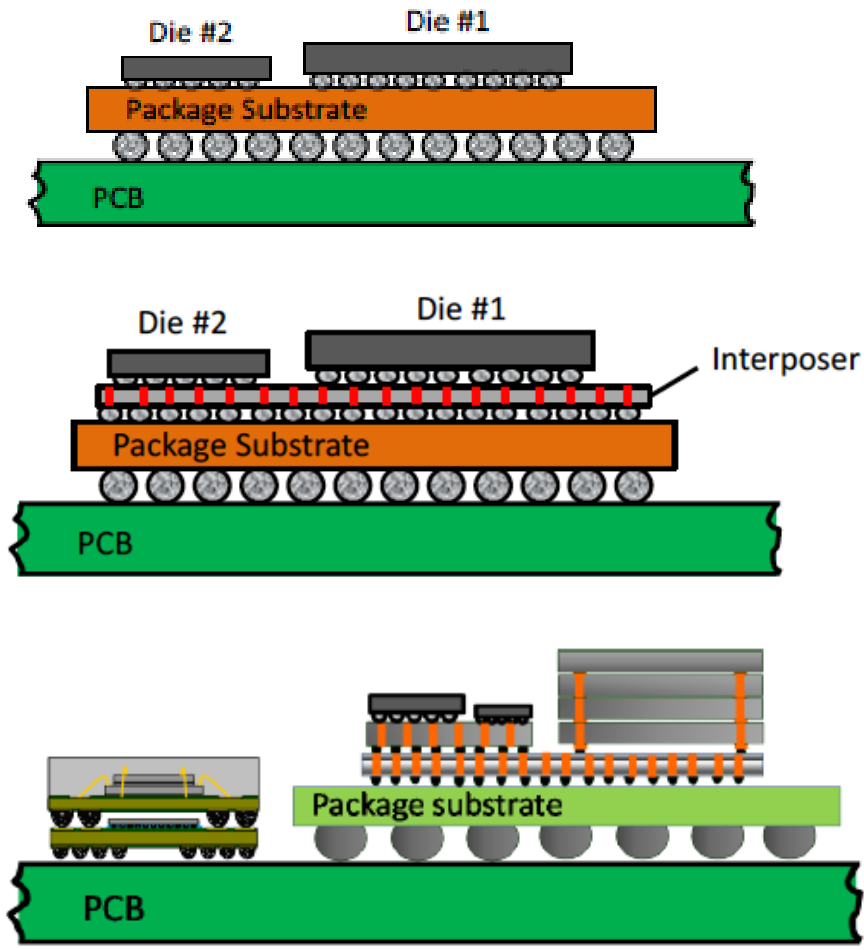 Die #2
Die #1
Package Substrate
PCB
Die #2
Die #1
Interposer
Package Substrate
PCB
Package substrate
PCB